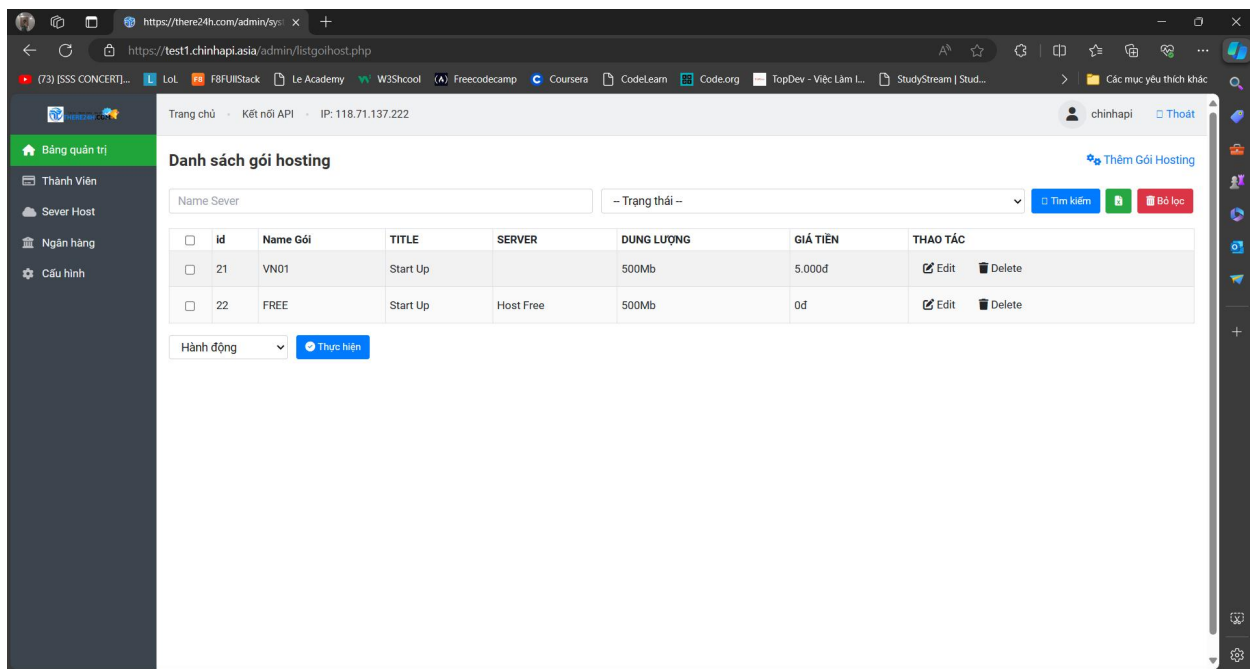 https://there24h.com/admin/sys
https://test1.chinhapi.asia/admin/listgoihost.php
(73) [SSS CONCERT]... LoL F8FUllStack Le Academy W3Shcool Freecodecamp Coursera CodeLearn Code.org TopDev - Việc Làm I... StudyStream | Stud... Các mục yêu thích khác
Trang chủ - Kết nối API - IP: 118.71.137.222 chinhapi Thoát
Bảng quản trị
Thành Viên
Sever Host
Ngân hàng
Cấu hình
Danh sách gói hosting Thêm Gói Hosting
Name Sever -- Trạng thái -- Tìm kiếm Bỏ lọc
id Name Gói TITLE SERVER DUNG LƯỢNG GIÁ TIỀN THAO TÁC
21 VN01 Start Up 500Mb 5.000đ Edit Delete
22 FREE Start Up Host Free 500Mb 0đ Edit Delete
Hành động Thực hiện